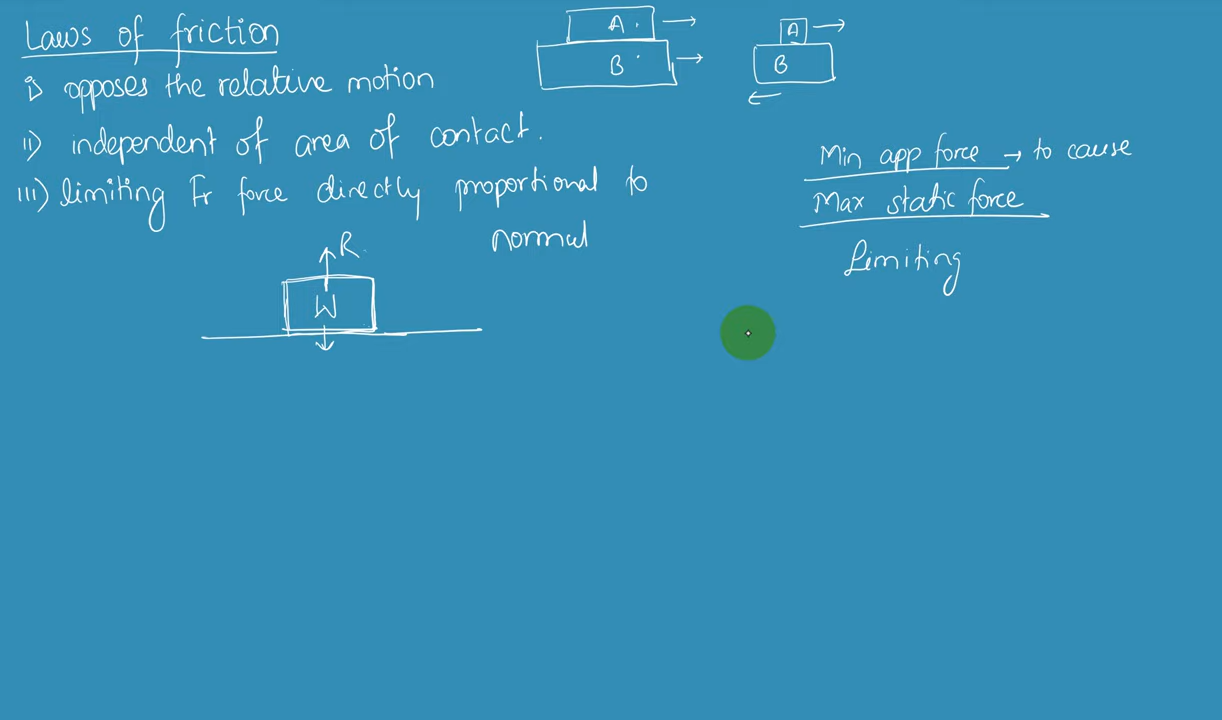 Laws of friction
i) opposes the relative motion
ii) independent of area of contact.
iii) limiting Fr force directly proportional to
normal
R
W
A
B
A
B
Min app force → to cause
Max static force
Limiting